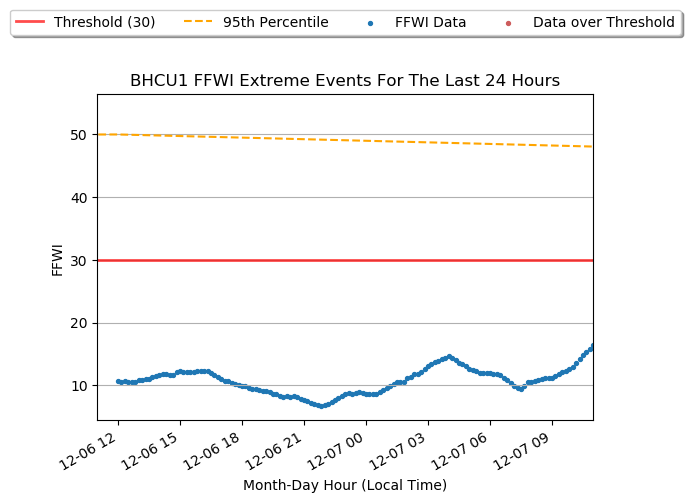 Threshold (30) 95th Percentile FFWI Data Data over Threshold
BHCU1 FFWI Extreme Events For The Last 24 Hours
50
40
30
20
10
FFWI
12-06 12 12-06 15 12-06 18 12-06 21 12-07 00 12-07 03 12-07 06 12-07 09
Month-Day Hour (Local Time)